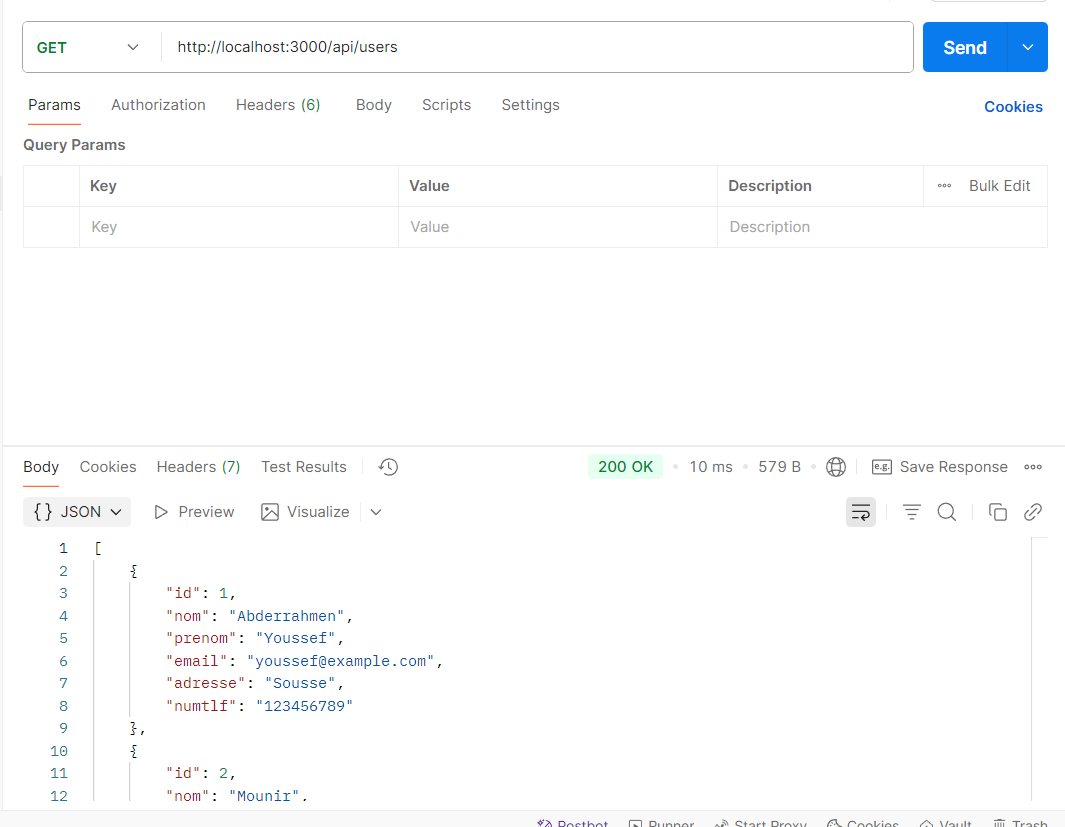 GET http://localhost:3000/api/users Send
Params Authorization Headers (6) Body Scripts Settings Cookies
Query Params
Key Value Description Bulk Edit
Key Value Description
Body Cookies Headers (7) Test Results 200 OK 10 ms 579 B e.g. Save Response
{} JSON Preview Visualize
1 [
2 {
3 "id": 1,
4 "nom": "Abderrahmen",
5 "prenom": "Youssef",
6 "email": "youssef@example.com",
7 "adresse": "Sousse",
8 "numtlf": "123456789"
9 },
10 {
11 "id": 2,
12 "nom": "Mounir",
Postbot Runner Start Proxy Cookies Vault Trash